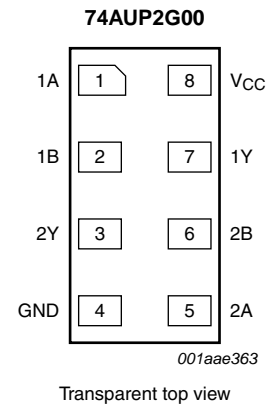 74AUP2G00
1A 1 8 VCC
1B 2 7 1Y
2Y 3 6 2B
GND 4 5 2A
001aae363
Transparent top view